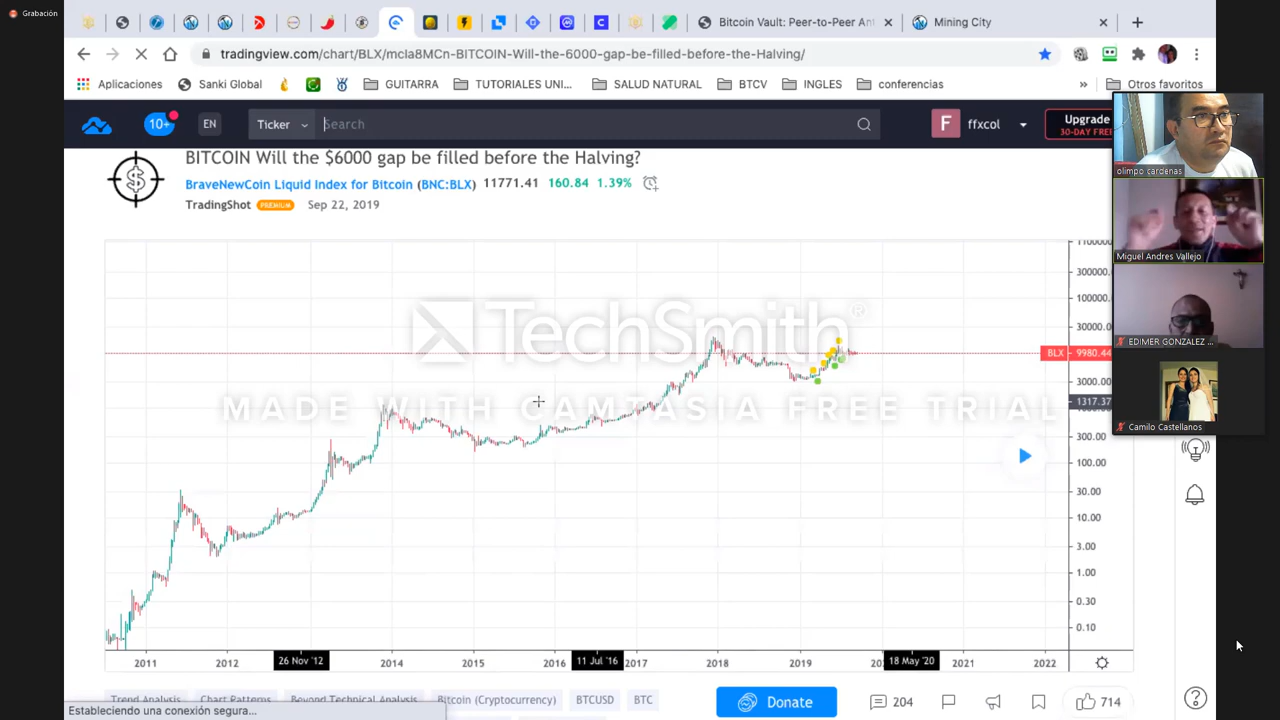 Grabación
Bitcoin Vault: Peer-to-Peer An
Mining City
tradingview.com/chart/BLX/mcIa8MCn-BITCOIN-Will-the-6000-gap-be-filled-before-the-Halving/
Aplicaciones
Sanki Global
GUITARRA
TUTORIALES UNI...
SALUD NATURAL
BTCV
INGLES
conferencias
»
Otros favoritos
10+
EN
Ticker
Search
F
ffxcol
Upgrade
30-DAY FREE
BITCOIN Will the $6000 gap be filled before the Halving?
BraveNewCoin Liquid Index for Bitcoin (BNC:BLX) 11771.41 160.84 1.39%
TradingShot PREMIUM Sep 22, 2019
olimpo cardenas
Miguel Andres Vallejo
EDIMER GONZALEZ ...
Camilo Castellanos
TechSmith®
MADE WITH CAMTASIA FREE TRIAL
300000.
100000.
30000.0
BLX 9980.44
3000.00
1317.37
300.00
100.00
30.00
10.00
3.00
1.00
0.30
0.10
2011
2012
26 Nov '12
2014
2015
2016
11 Jul '16
2017
2018
2019
18 May '20
2021
2022
Trend Analysis
Chart Patterns
Beyond Technical Analysis
Bitcoin (Cryptocurrency)
BTCUSD
BTC
Donate
204
714
Estableciendo una conexión segura...